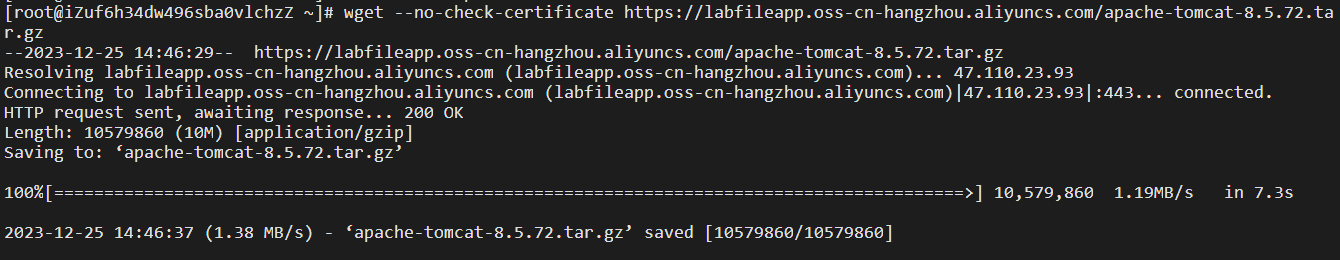 [root@iZuf6h34dw496sba0vlchzZ ~]# wget --no-check-certificate https://labfileapp.oss-cn-hangzhou.aliyuncs.com/apache-tomcat-8.5.72.ta
r.gz
--2023-12-25 14:46:29--  https://labfileapp.oss-cn-hangzhou.aliyuncs.com/apache-tomcat-8.5.72.tar.gz
Resolving labfileapp.oss-cn-hangzhou.aliyuncs.com (labfileapp.oss-cn-hangzhou.aliyuncs.com)... 47.110.23.93
Connecting to labfileapp.oss-cn-hangzhou.aliyuncs.com (labfileapp.oss-cn-hangzhou.aliyuncs.com)|47.110.23.93|:443... connected.
HTTP request sent, awaiting response... 200 OK
Length: 10579860 (10M) [application/gzip]
Saving to: ‘apache-tomcat-8.5.72.tar.gz’
100%[===========================================================================================>] 10,579,860  1.19MB/s   in 7.3s
2023-12-25 14:46:37 (1.38 MB/s) - ‘apache-tomcat-8.5.72.tar.gz’ saved [10579860/10579860]